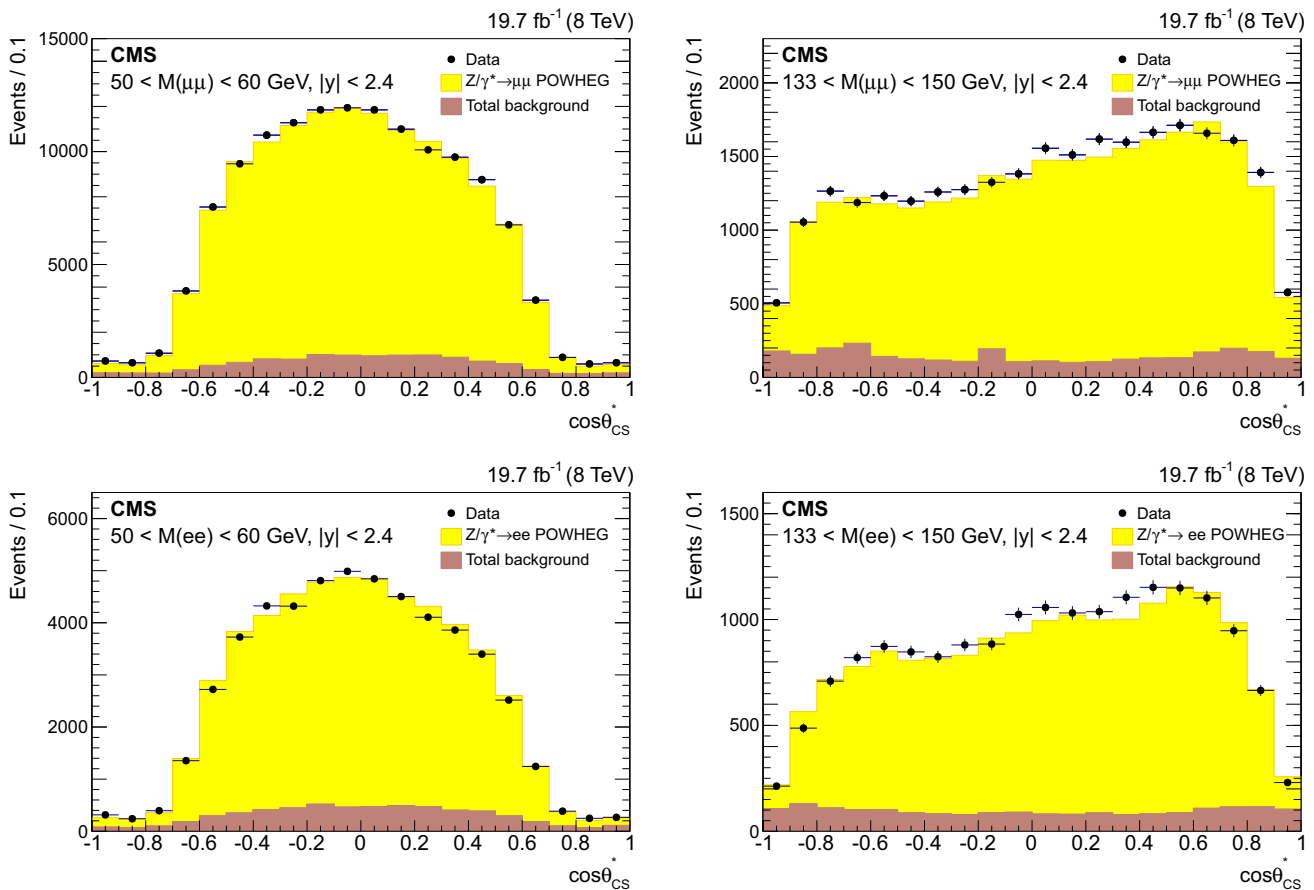 19.7 fb⁻¹ (8 TeV)
CMS
50 < M(μμ) < 60 GeV, |y| < 2.4
Data
Z/γ*→μμ POWHEG
Total background
Events / 0.1
15000
10000
5000
0
-1 -0.8 -0.6 -0.4 -0.2 0 0.2 0.4 0.6 0.8 1
cosθ*CS
19.7 fb⁻¹ (8 TeV)
CMS
133 < M(μμ) < 150 GeV, |y| < 2.4
Data
Z/γ*→μμ POWHEG
Total background
Events / 0.1
2000
1500
1000
500
0
-1 -0.8 -0.6 -0.4 -0.2 0 0.2 0.4 0.6 0.8 1
cosθ*CS
19.7 fb⁻¹ (8 TeV)
CMS
50 < M(ee) < 60 GeV, |y| < 2.4
Data
Z/γ*→ee POWHEG
Total background
Events / 0.1
6000
4000
2000
0
-1 -0.8 -0.6 -0.4 -0.2 0 0.2 0.4 0.6 0.8 1
cosθ*CS
19.7 fb⁻¹ (8 TeV)
CMS
133 < M(ee) < 150 GeV, |y| < 2.4
Data
Z/γ*→ ee POWHEG
Total background
Events / 0.1
1500
1000
500
0
-1 -0.8 -0.6 -0.4 -0.2 0 0.2 0.4 0.6 0.8 1
cosθ*CS